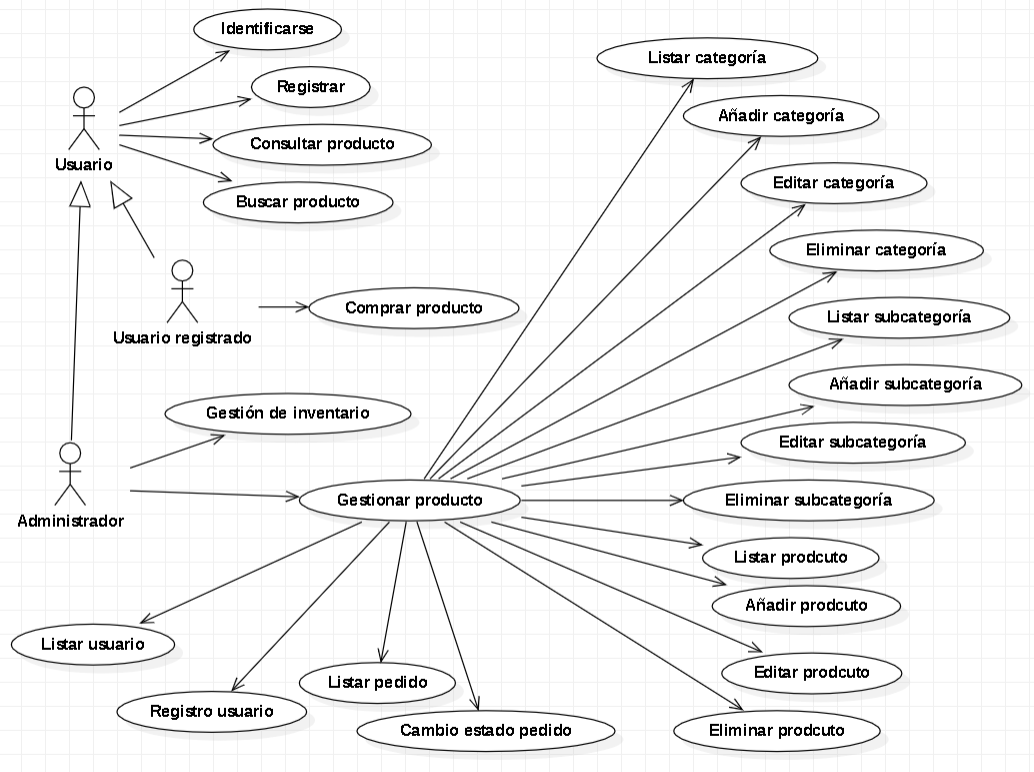 Identificarse
Listar categoría
Registrar
Añadir categoría
Consultar producto
Usuario
Editar categoría
Buscar producto
Eliminar categoría
Comprar producto
Listar subcategoría
Usuario registrado
Añadir subcategoría
Gestión de inventario
Editar subcategoría
Gestionar producto
Eliminar subcategoría
Administrador
Listar prodcuto
Añadir prodcuto
Listar usuario
Editar prodcuto
Listar pedido
Registro usuario
Cambio estado pedido
Eliminar prodcuto